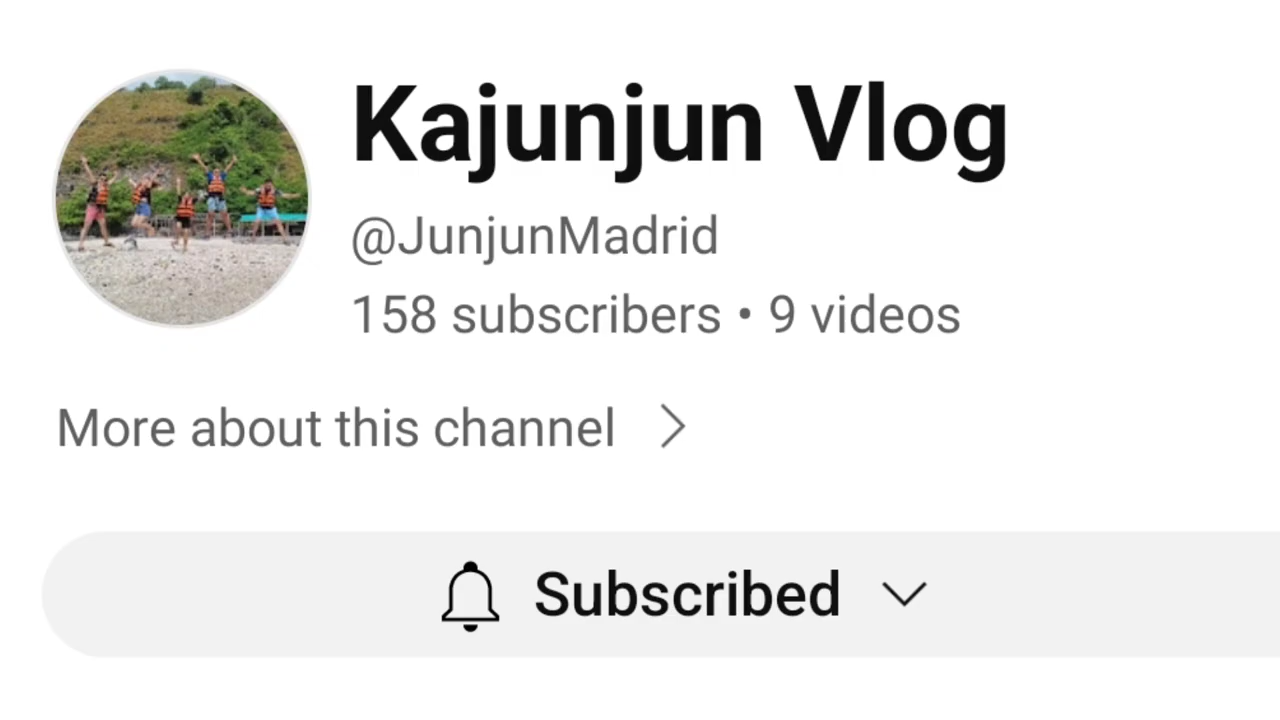 Kajunjun Vlog
@JunjunMadrid
158 subscribers • 9 videos
More about this channel
Subscribed